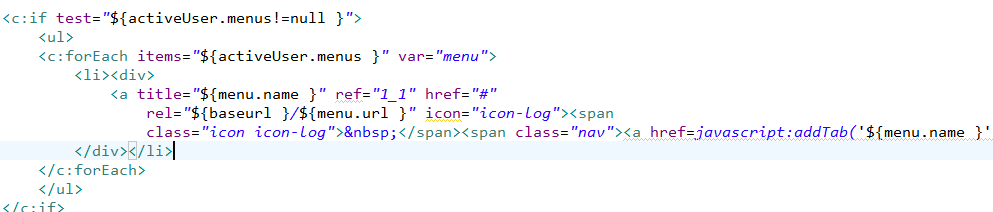 <c:if test="${activeUser.menus!=null }">
<ul>
<c:forEach items="${activeUser.menus }" var="menu">
<li><div>
<a title="${menu.name }" ref="1_1" href="#"
rel="${baseurl }/${menu.url }" icon="icon-log"><span
class="icon icon-log">&nbsp;</span><span class="nav"><a href=javascript:addTab('${menu.name }'
</div></li>
</c:forEach>
</ul>
</c:if>